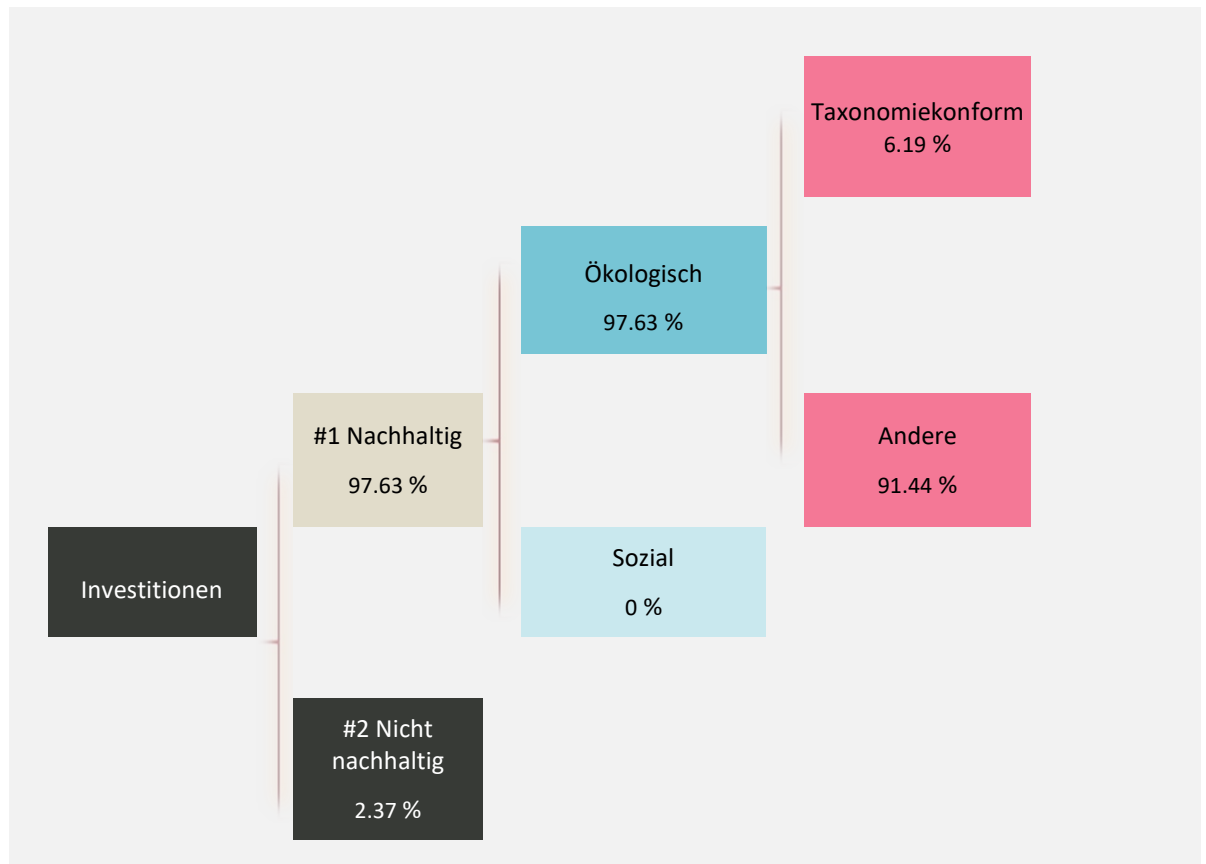 Taxonomiekonform
6.19 %
Ökologisch
97.63 %
#1 Nachhaltig
97.63 %
Andere
91.44 %
Investitionen
Sozial
0 %
#2 Nicht
nachhaltig
2.37 %